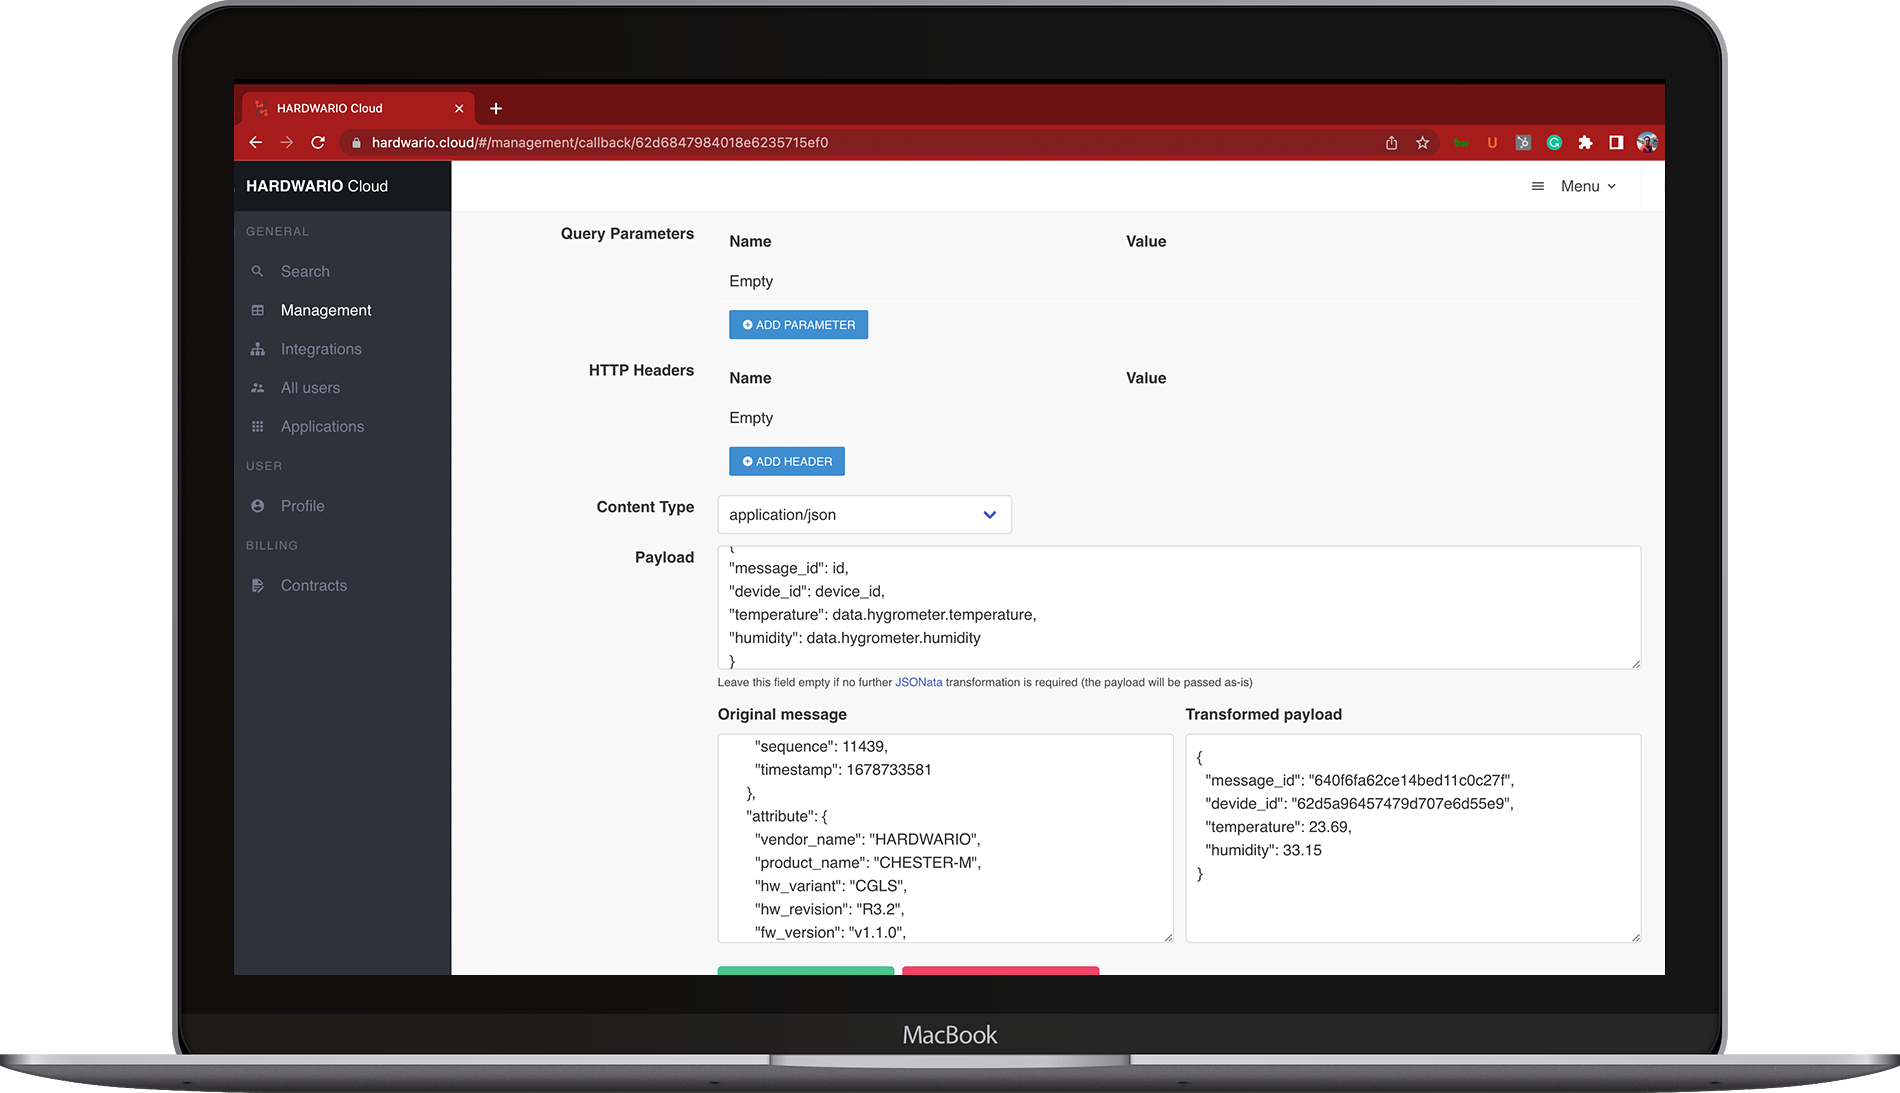 HARDWARIO Cloud
hardwario.cloud/#/management/callback/62d6847984018e6235715ef0
U
HARDWARIO Cloud
Menu
GENERAL
Search
Management
Integrations
All users
Applications
USER
Profile
BILLING
Contracts
Query Parameters
Name Value
Empty
ADD PARAMETER
HTTP Headers
Name Value
Empty
ADD HEADER
Content Type
application/json
Payload
{
"message_id": id,
"devide_id": device_id,
"temperature": data.hygrometer.temperature,
"humidity": data.hygrometer.humidity
}
Leave this field empty if no further JSONata transformation is required (the payload will be passed as-is)
Original message
"sequence": 11439,
"timestamp": 1678733581
},
"attribute": {
"vendor_name": "HARDWARIO",
"product_name": "CHESTER-M",
"hw_variant": "CGLS",
"hw_revision": "R3.2",
"fw_version": "v1.1.0",
Transformed payload
{
"message_id": "640f6fa62ce14bed11c0c27f",
"devide_id": "62d5a96457479d707e6d55e9",
"temperature": 23.69,
"humidity": 33.15
}
MacBook